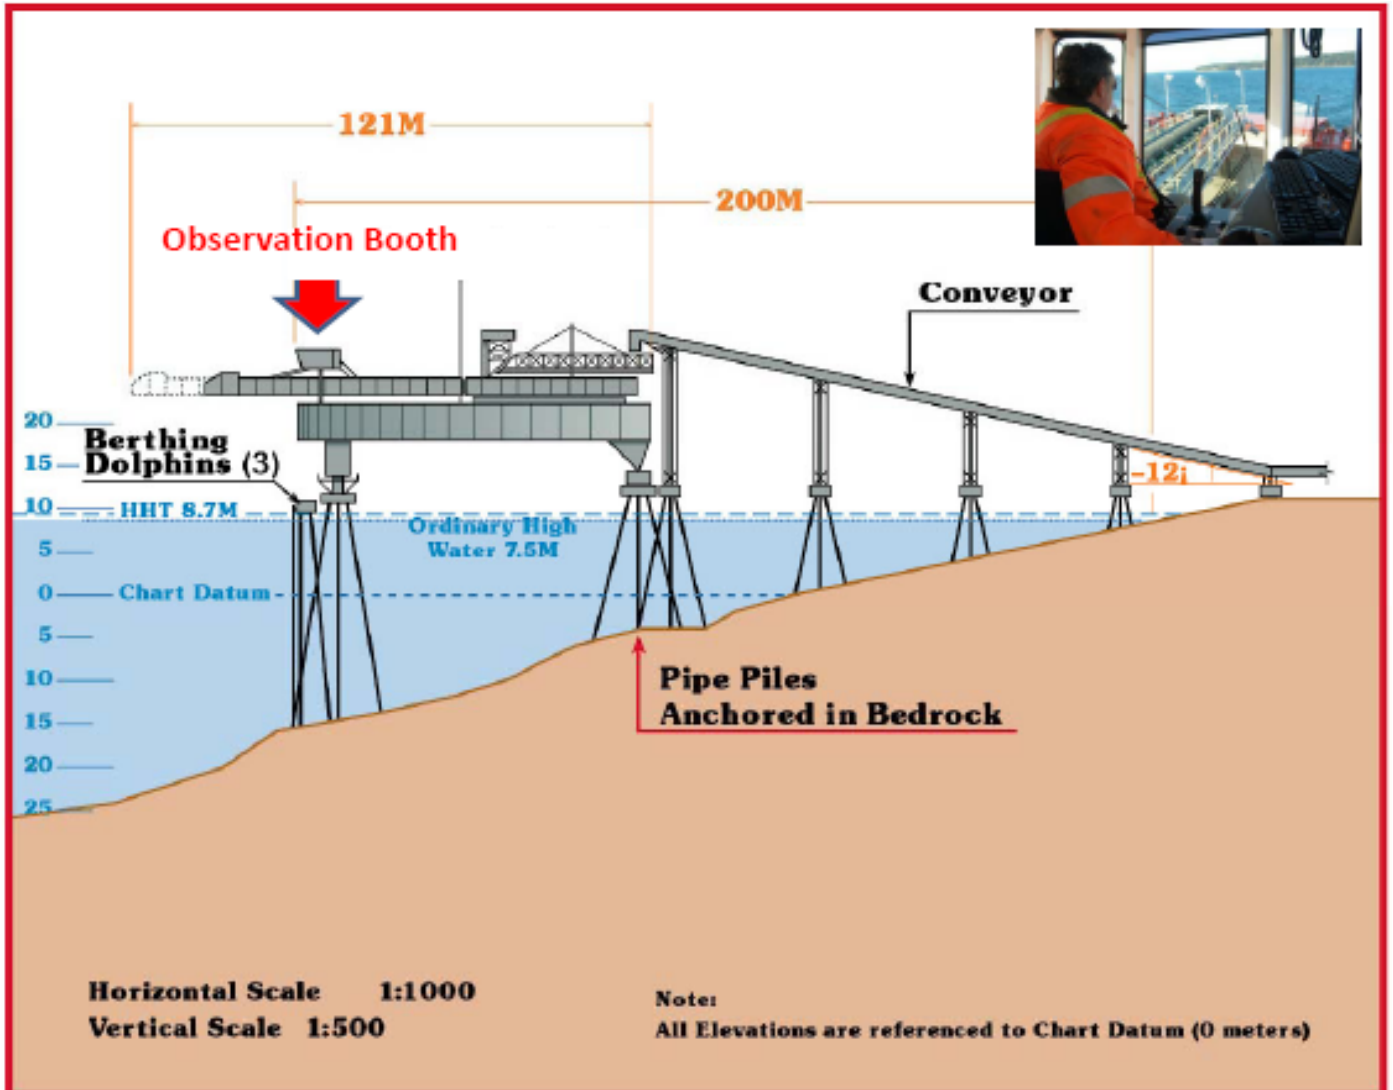 121M
200M
Observation Booth
Conveyor
20
Berthing
Dolphins (3)
15
-12¡
10
HHT 8.7M
Ordinary High
Water 7.5M
5
0
Chart Datum
5
10
Pipe Piles
Anchored in Bedrock
15
20
25
Horizontal Scale 1:1000
Vertical Scale 1:500
Note:
All Elevations are referenced to Chart Datum (0 meters)